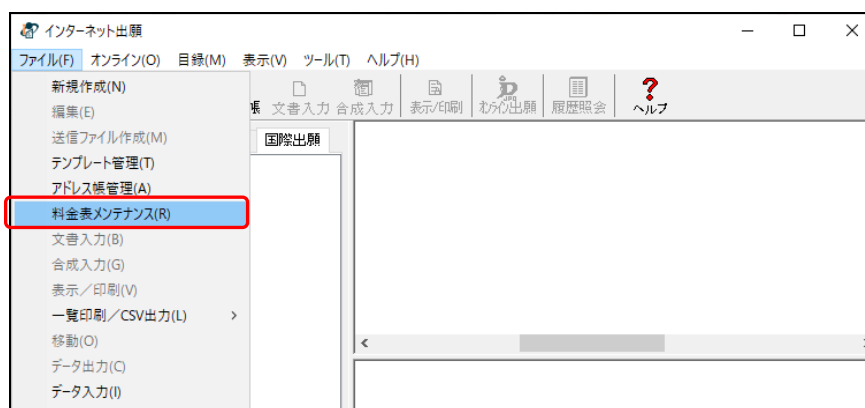 インターネット出願
ファイル(F) オンライン(O) 目録(M) 表示(V) ツール(T) ヘルプ(H)
新規作成(N)
編集(E)
送信ファイル作成(M)
テンプレート管理(T)
アドレス帳管理(A)
料金表メンテナンス(R)
文書入力(B)
合成入力(G)
表示／印刷(V)
一覧印刷／CSV出力(L)
移動(O)
データ出力(C)
データ入力(I)
帳 文書入力 合成入力 表示/印刷 オンライン出願 履歴照会 ヘルプ
国際出願